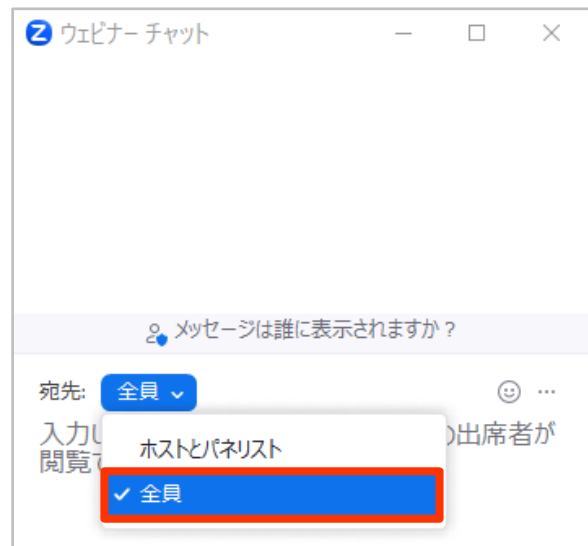 Z ウェビナー チャット
メッセージは誰に表示されますか？
宛先: 全員
入力し の出席者が
閲覧で
ホストとパネリスト
全員